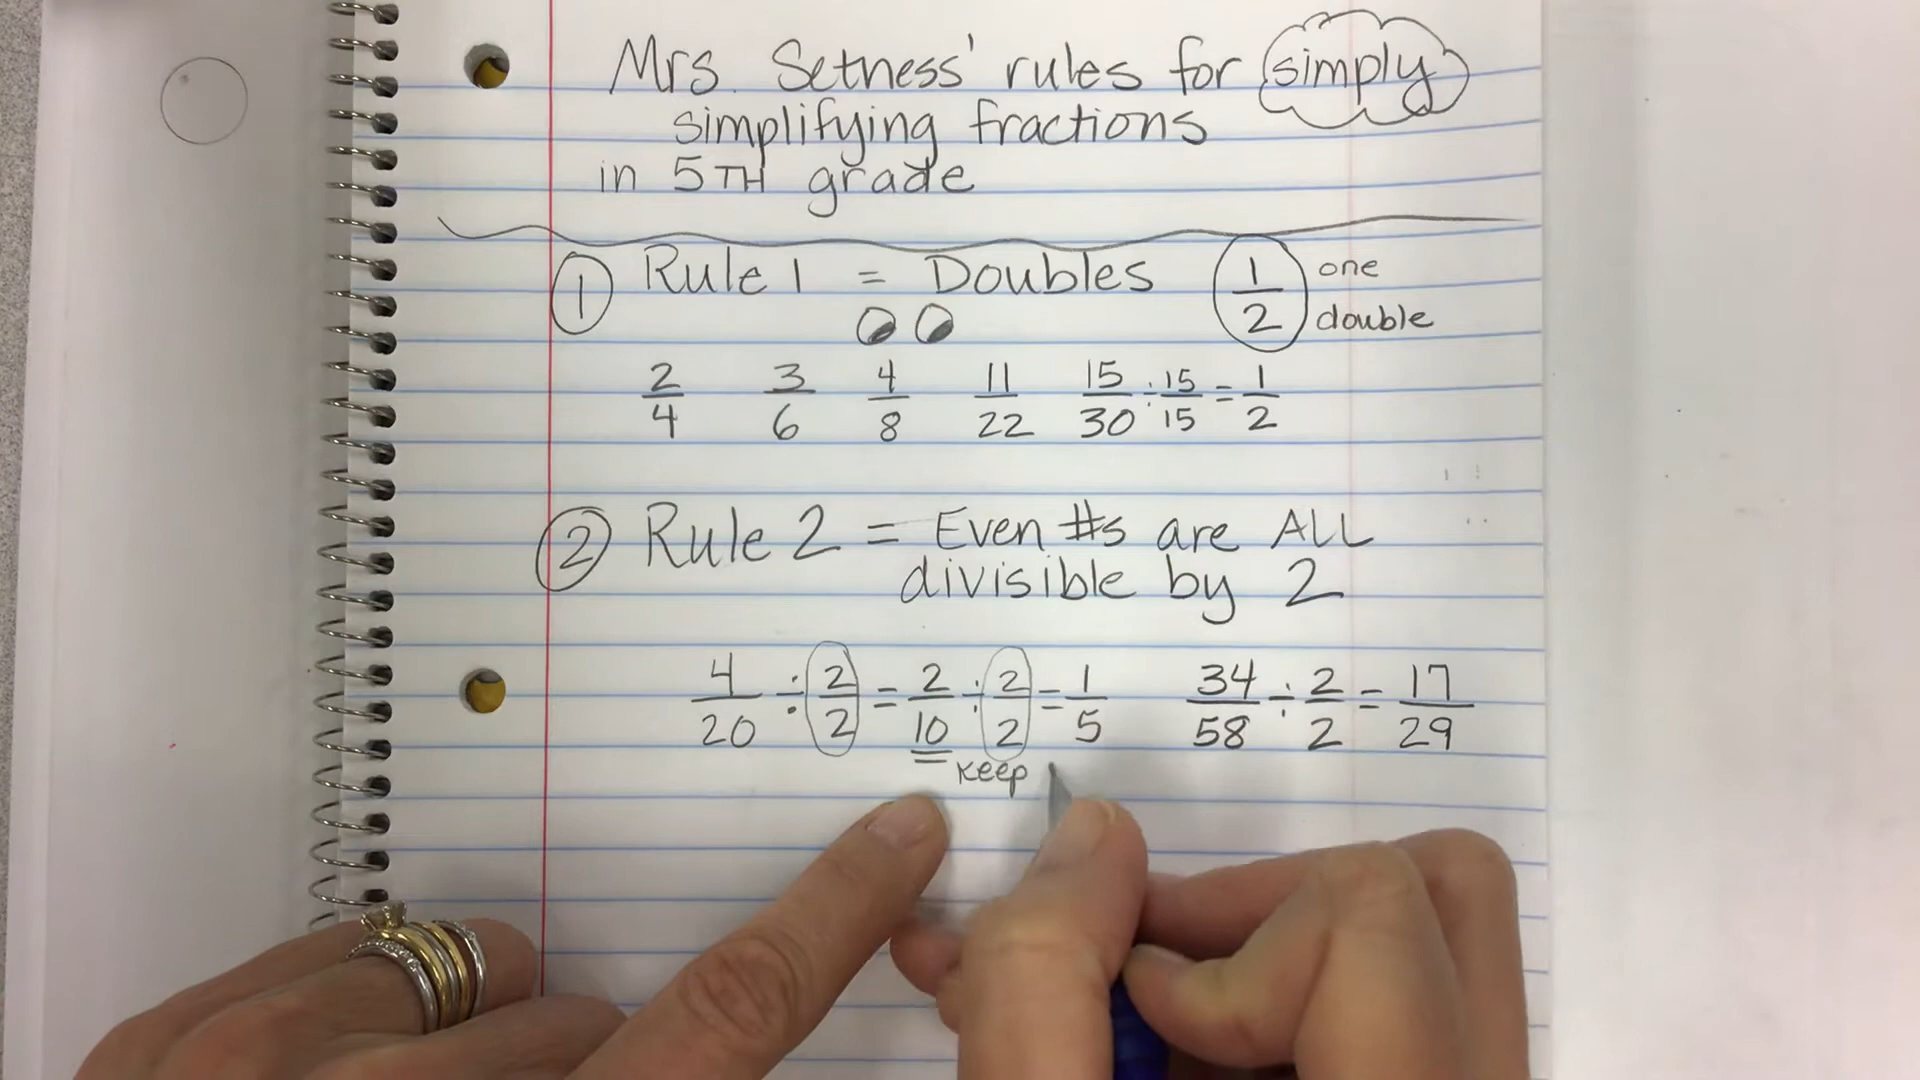 Mrs. Setness' rules for simply
simplifying fractions
in 5TH grade
① Rule 1 = Doubles 1/2 one double
2/4 3/6 4/8 11/22 15/30 ÷ 15/15 = 1/2
② Rule 2 = Even #s are ALL
divisible by 2
4/20 ÷ 2/2 = 2/10 ÷ 2/2 = 1/5 34/58 ÷ 2/2 = 17/29
keep